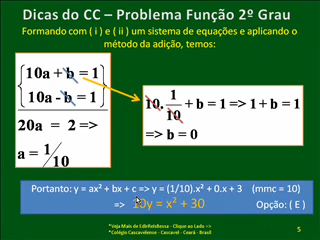 Dicas do CC – Problema Função 2º Grau
Formando com ( i ) e ( ii ) um sistema de equações e aplicando o
método da adição, temos:
10a + b = 1
10a - b = 1
20a = 2 =>
a = 1/10
10. 1/10 + b = 1 => 1 + b = 1
=> b = 0
Portanto: y = ax² + bx + c => y = (1/10).x² + 0.x + 3 (mmc = 10)
=> 10y = x² + 30 Opção: ( E )
*Veja Mais de EdirReisBessa - Clique ao Lado =>
*Colégio Cascavelense - Cascavel - Ceará - Brasil
5